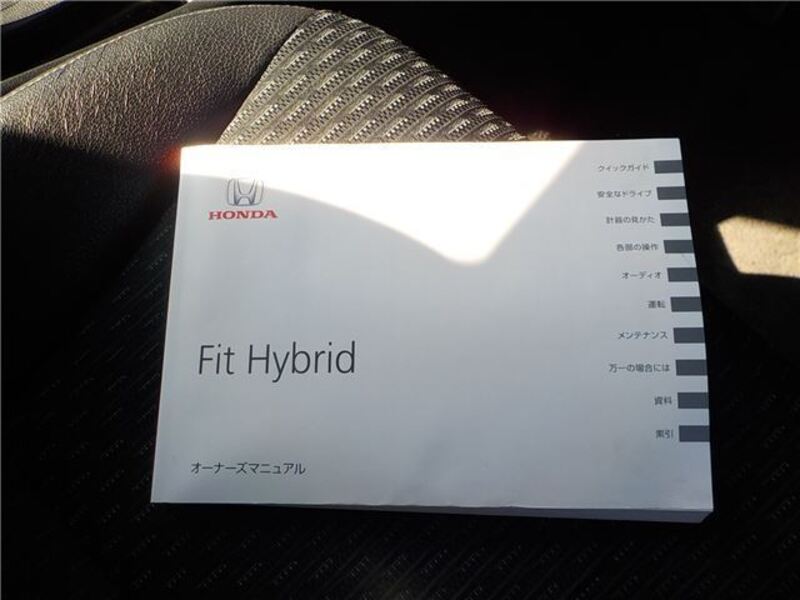 HONDA
Fit Hybrid
オーナーズマニュアル
クイックガイド
安全なドライブ
計器の見かた
各部の操作
オーディオ
運転
メンテナンス
万一の場合には
資料
索引